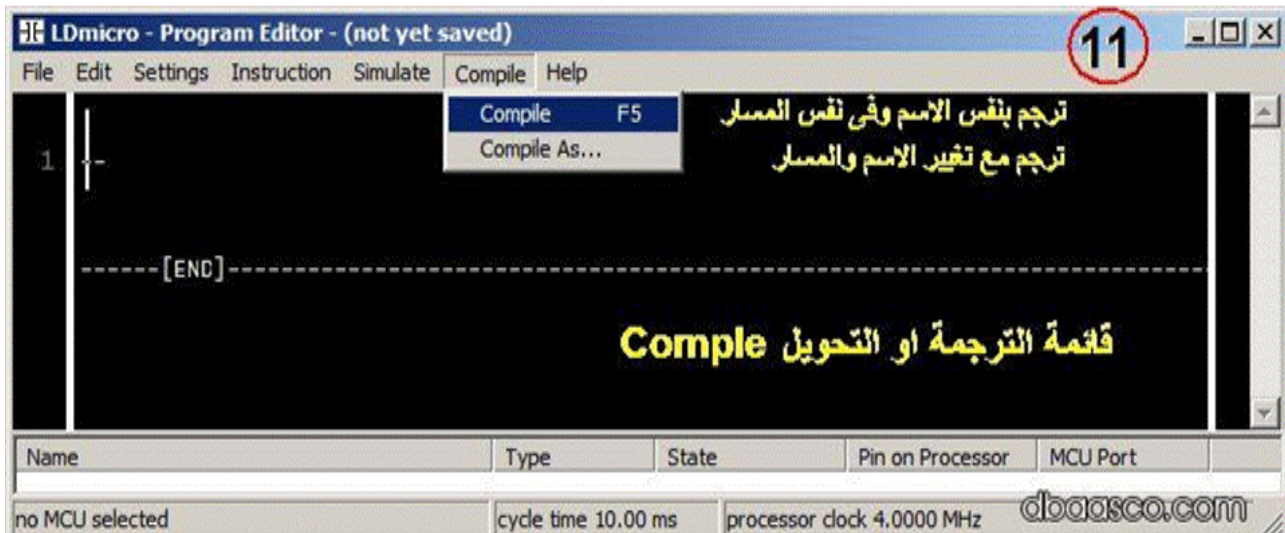 LDmicro - Program Editor - (not yet saved)
11
File Edit Settings Instruction Simulate Compile Help
Compile F5
ترجم بنفس الاسم وفى نفس المسار
Compile As...
ترجم مع تغيير الاسم والمسار
1
------[END]------
قائمة الترجمة او التحويل Comple
Name Type State Pin on Processor MCU Port
no MCU selected cycle time 10.00 ms processor clock 4.0000 MHz
dbaasco.com